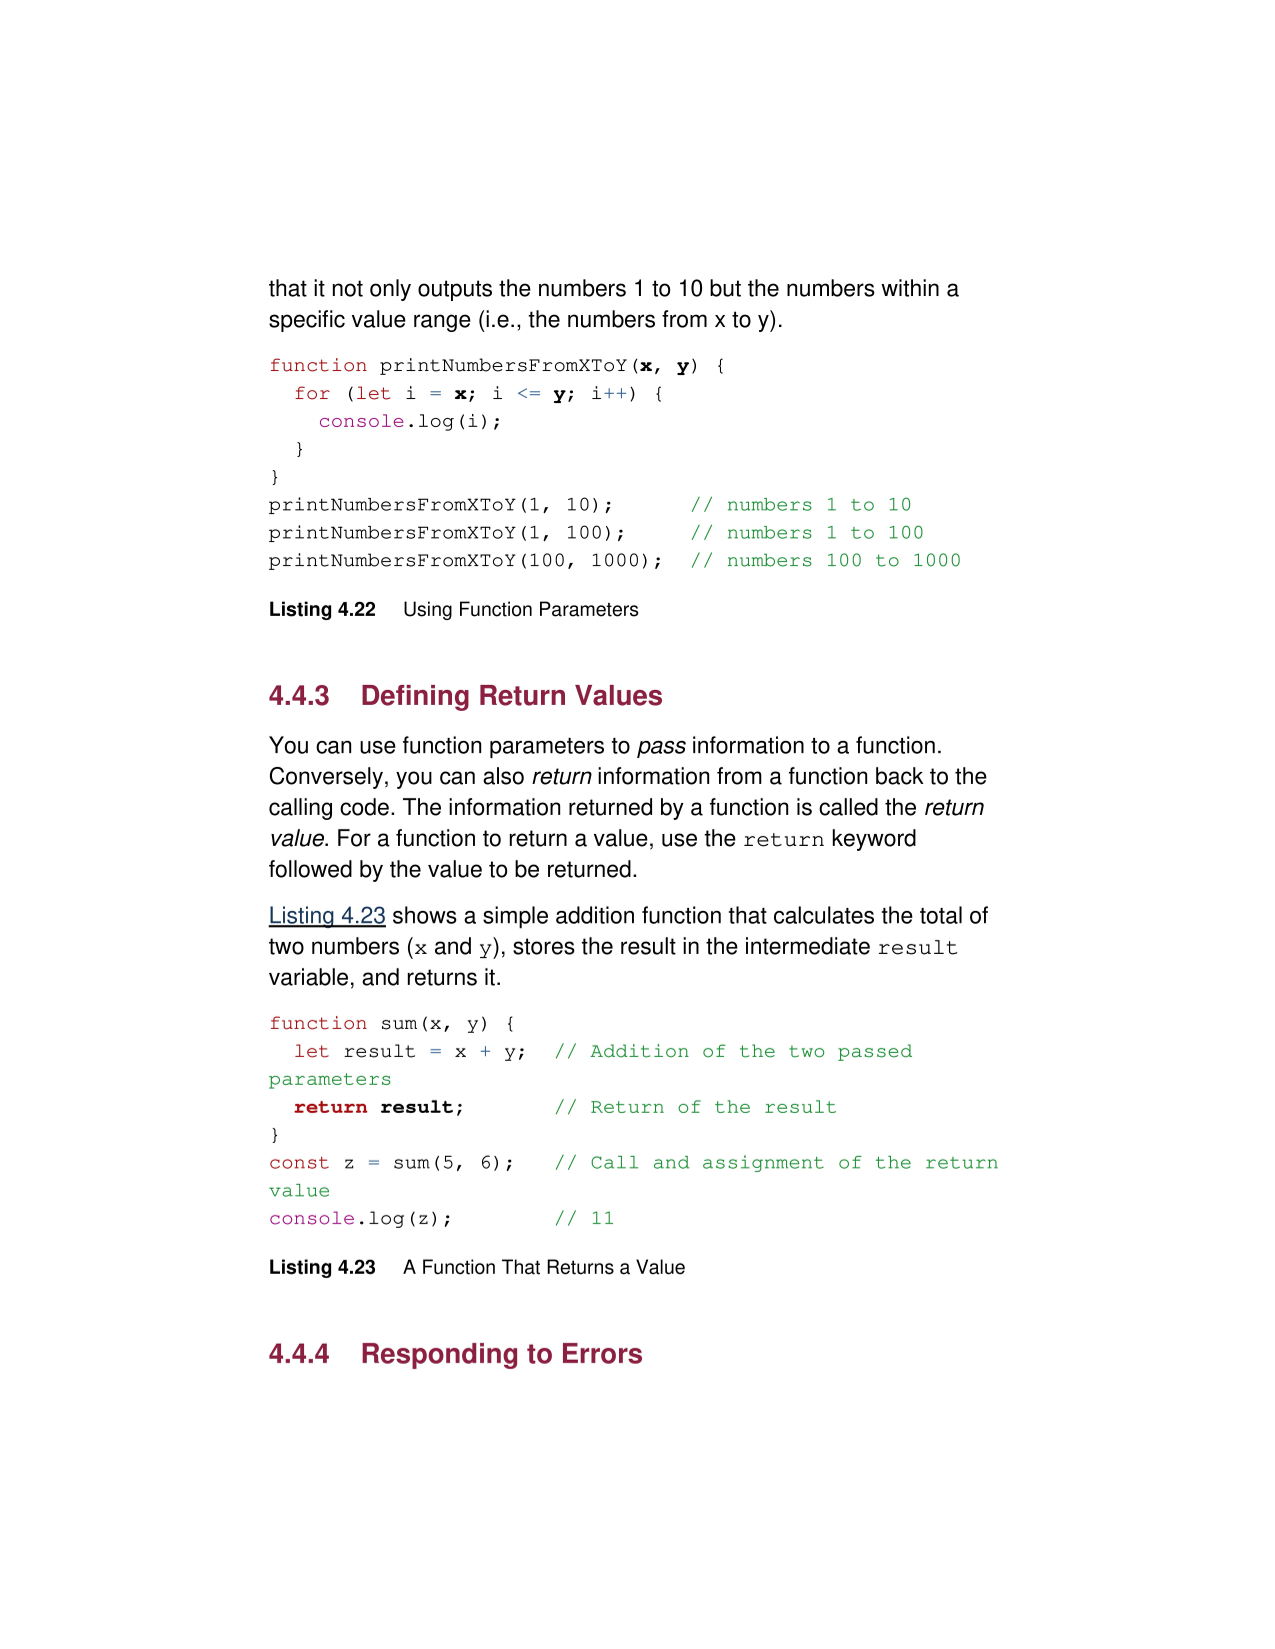 that it not only outputs the numbers 1 to 10 but the numbers within a
specific value range (i.e., the numbers from x to y).
function printNumbersFromXToY(x, y) {
  for (let i = x; i <= y; i++) {
    console.log(i);
  }
}
printNumbersFromXToY(1, 10);      // numbers 1 to 10
printNumbersFromXToY(1, 100);     // numbers 1 to 100
printNumbersFromXToY(100, 1000);  // numbers 100 to 1000
Listing 4.22 Using Function Parameters
4.4.3 Defining Return Values
You can use function parameters to pass information to a function.
Conversely, you can also return information from a function back to the
calling code. The information returned by a function is called the return
value. For a function to return a value, use the return keyword
followed by the value to be returned.
Listing 4.23 shows a simple addition function that calculates the total of
two numbers (x and y), stores the result in the intermediate result
variable, and returns it.
function sum(x, y) {
  let result = x + y;  // Addition of the two passed
parameters
  return result;       // Return of the result
}
const z = sum(5, 6);   // Call and assignment of the return
value
console.log(z);        // 11
Listing 4.23 A Function That Returns a Value
4.4.4 Responding to Errors